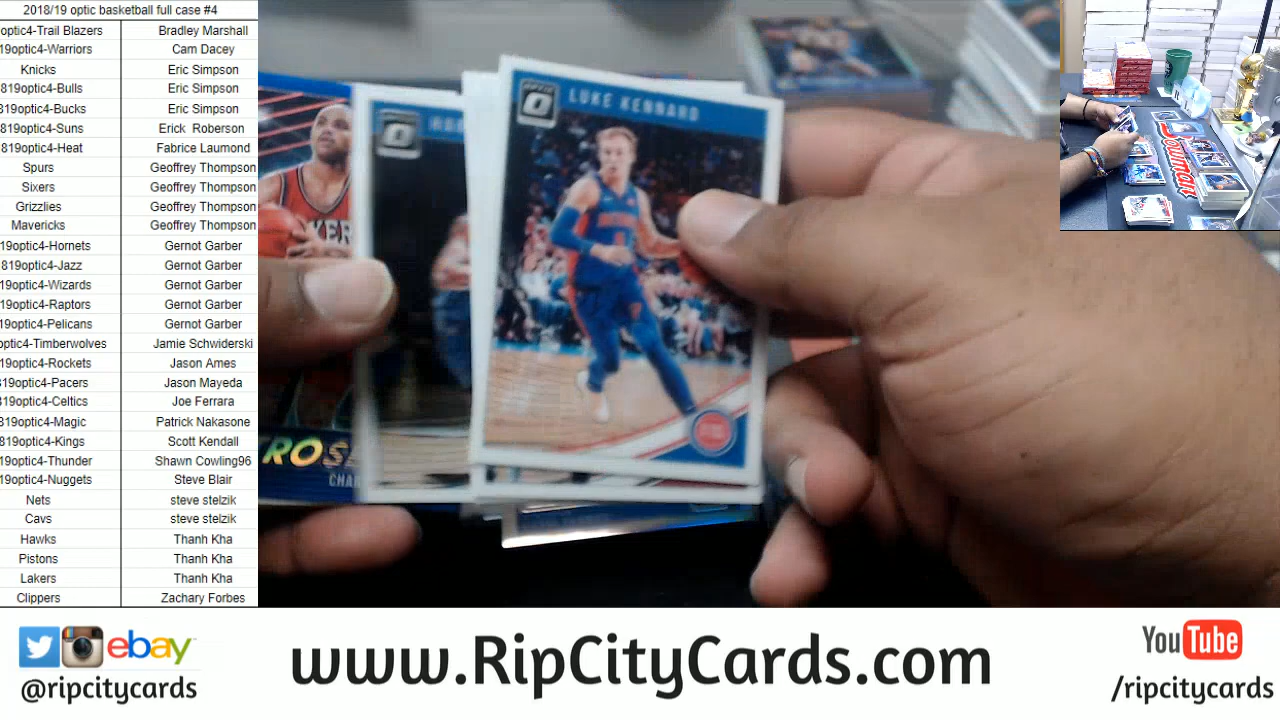 2018/19 optic basketball full case #4
optic4-Trail Blazers Bradley Marshall
19optic4-Warriors Cam Dacey
Knicks Eric Simpson
819optic4-Bulls Eric Simpson
819optic4-Bucks Eric Simpson
819optic4-Suns Erick Roberson
819optic4-Heat Fabrice Laumond
Spurs Geoffrey Thompson
Sixers Geoffrey Thompson
Grizzlies Geoffrey Thompson
Mavericks Geoffrey Thompson
19optic4-Hornets Gernot Garber
819optic4-Jazz Gernot Garber
19optic4-Wizards Gernot Garber
19optic4-Raptors Gernot Garber
19optic4-Pelicans Gernot Garber
optic4-Timberwolves Jamie Schwiderski
19optic4-Rockets Jason Ames
819optic4-Pacers Jason Mayeda
819optic4-Celtics Joe Ferrara
819optic4-Magic Patrick Nakasone
819optic4-Kings Scott Kendall
19optic4-Thunder Shawn Cowling96
19optic4-Nuggets Steve Blair
Nets steve stelzik
Cavs steve stelzik
Hawks Thanh Kha
Pistons Thanh Kha
Lakers Thanh Kha
Clippers Zachary Forbes
LUKE KENNARD
Bowman
ebay
@ripcitycards
www.RipCityCards.com
YouTube
/ripcitycards